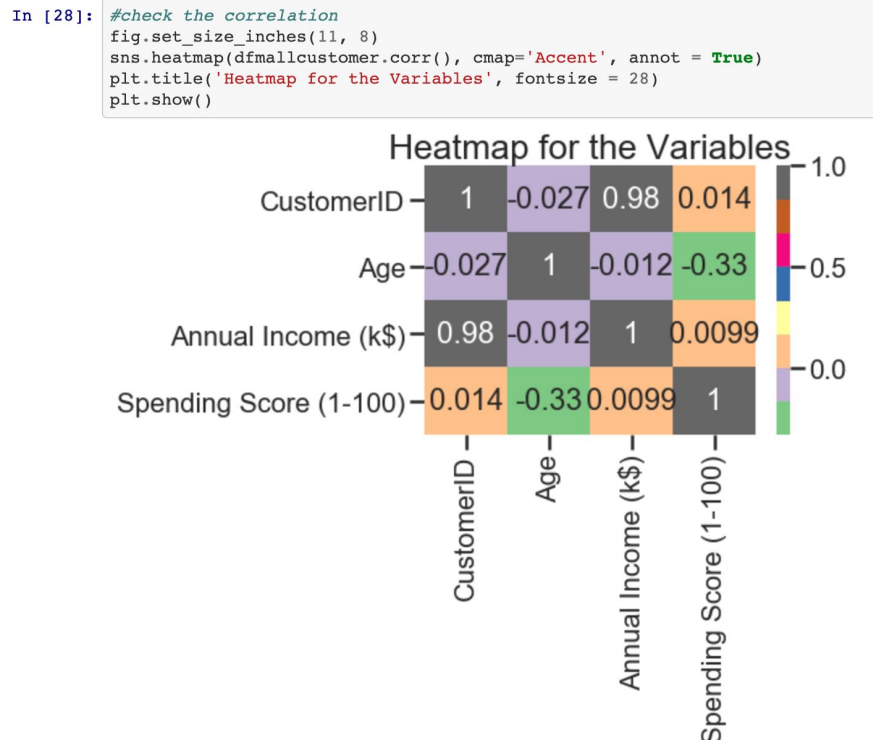 In [28]: #check the correlation
fig.set_size_inches(11, 8)
sns.heatmap(dfmallcustomer.corr(), cmap='Accent', annot = True)
plt.title('Heatmap for the Variables', fontsize = 28)
plt.show()
Heatmap for the Variables
CustomerID 1 -0.027 0.98 0.014
Age -0.027 1 -0.012 -0.33
Annual Income (k$) 0.98 -0.012 1 0.0099
Spending Score (1-100) 0.014 -0.33 0.0099 1
1.0
0.5
0.0
CustomerID
Age
Annual Income (k$)
Spending Score (1-100)